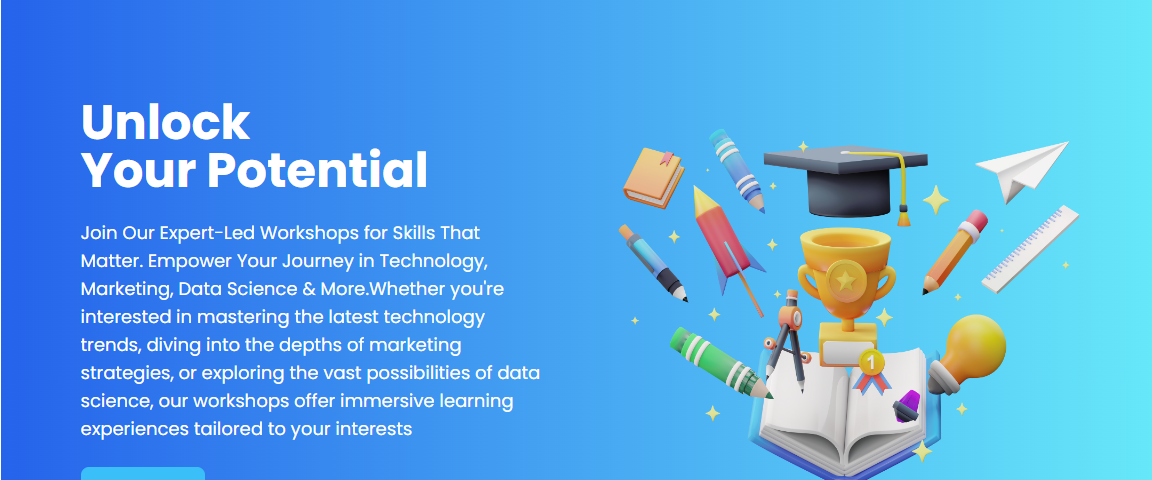 Unlock
Your Potential
Join Our Expert-Led Workshops for Skills That
Matter. Empower Your Journey in Technology,
Marketing, Data Science & More.Whether you're
interested in mastering the latest technology
trends, diving into the depths of marketing
strategies, or exploring the vast possibilities of data
science, our workshops offer immersive learning
experiences tailored to your interests
1